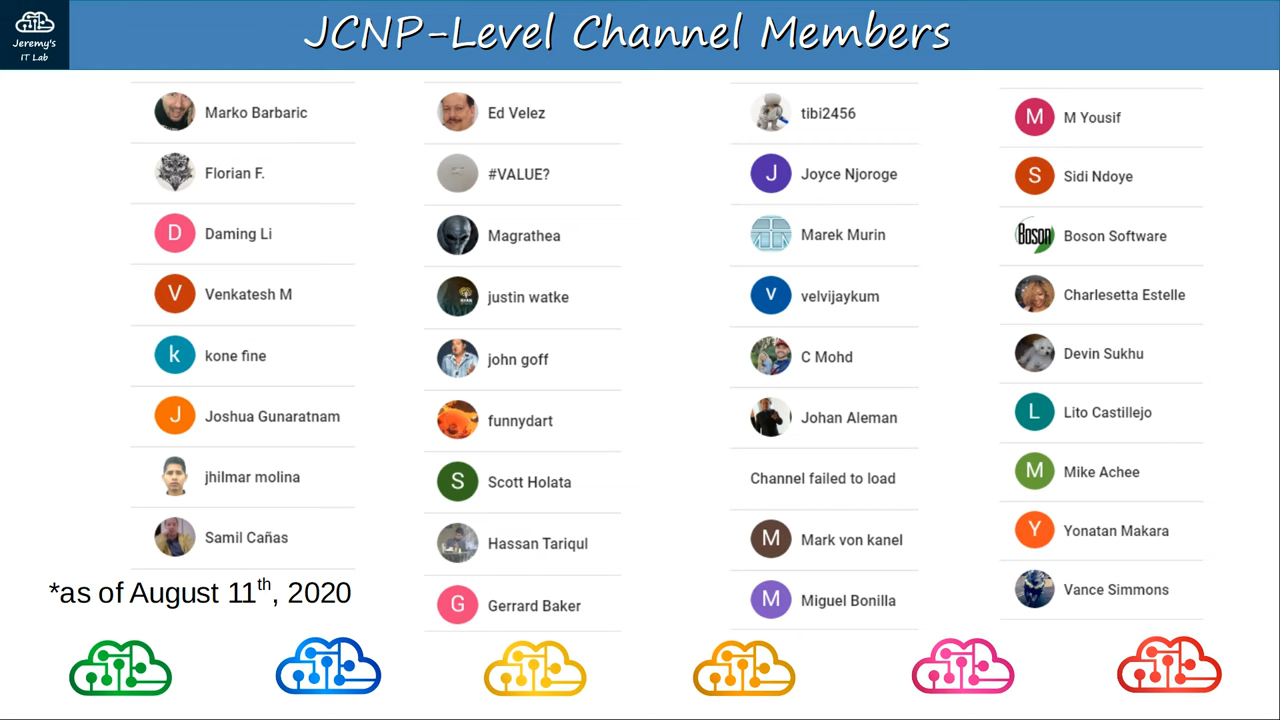 Jeremy's
IT Lab
JCNP-Level Channel Members
Marko Barbaric
Florian F.
D Daming Li
V Venkatesh M
k kone fine
J Joshua Gunaratnam
jhilmar molina
Samil Cañas
*as of August 11th, 2020
Ed Velez
#VALUE?
Magrathea
justin watke
john goff
funnydart
S Scott Holata
Hassan Tariqul
G Gerrard Baker
tibi2456
J Joyce Njoroge
Marek Murin
v velvijaykum
C Mohd
Johan Aleman
Channel failed to load
M Mark von kanel
M Miguel Bonilla
M M Yousif
S Sidi Ndoye
Boson Boson Software
Charlesetta Estelle
Devin Sukhu
L Lito Castillejo
M Mike Achee
Y Yonatan Makara
Vance Simmons